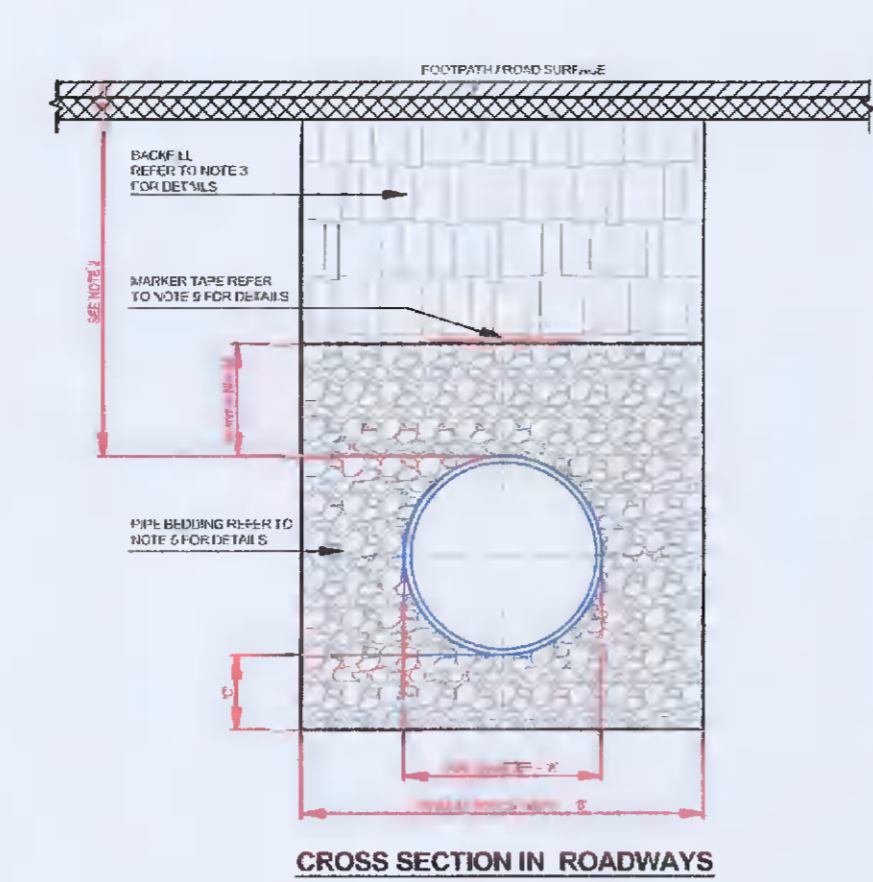 FOOTPATH / ROAD SURFACE
BACKFILL
REFER TO NOTE 3
FOR DETAILS
SEE NOTE 2
MARKER TAPE REFER
TO NOTE 9 FOR DETAILS
PIPE BEDDING REFER TO
NOTE 5 FOR DETAILS
'C'
CROSS SECTION IN ROADWAYS